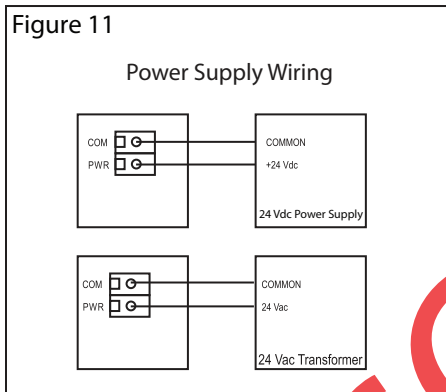 Figure 11
Power Supply Wiring
COM
COMMON
PWR
+24 Vdc
24 Vdc Power Supply
COM
COMMON
PWR
24 Vac
24 Vac Transformer